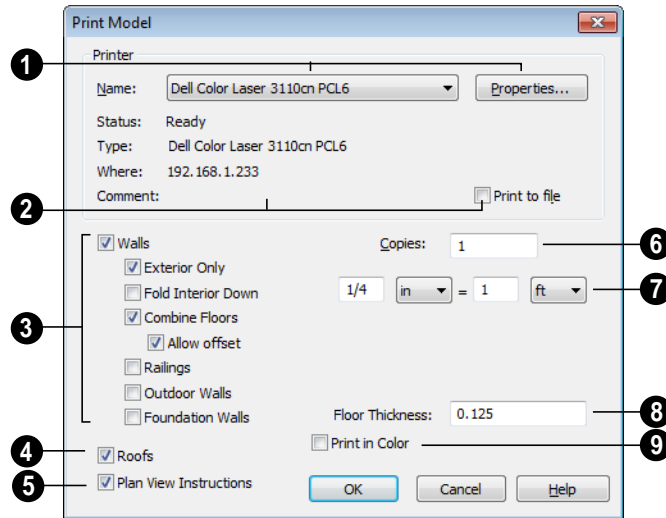 Print Model
Printer
1
Name: Dell Color Laser 3110cn PCL6 Properties...
Status: Ready
Type: Dell Color Laser 3110cn PCL6
Where: 192.168.1.233
Comment: Print to file
2
Walls Copies: 1 6
Exterior Only
Fold Interior Down 1/4 in = 1 ft 7
3 Combine Floors
Allow offset
Railings
Outdoor Walls
Foundation Walls Floor Thickness: 0.125 8
4 Roofs Print in Color 9
5 Plan View Instructions OK Cancel Help